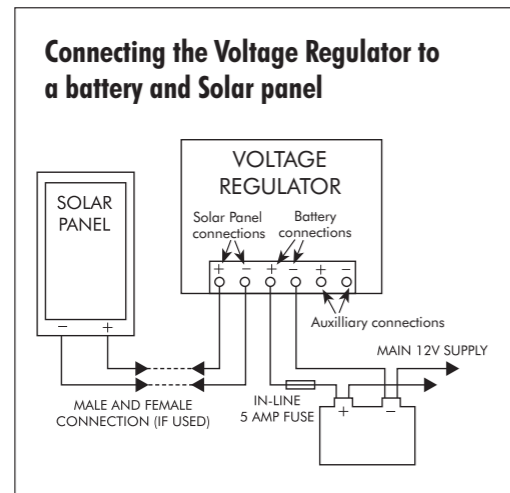 Connecting the Voltage Regulator to
a battery and Solar panel
VOLTAGE
REGULATOR
SOLAR
PANEL
Solar Panel
connections
Battery
connections
+ – + – + –
Auxilliary connections
– +
MAIN 12V SUPPLY
MALE AND FEMALE
CONNECTION (IF USED)
IN-LINE
5 AMP FUSE
+ –